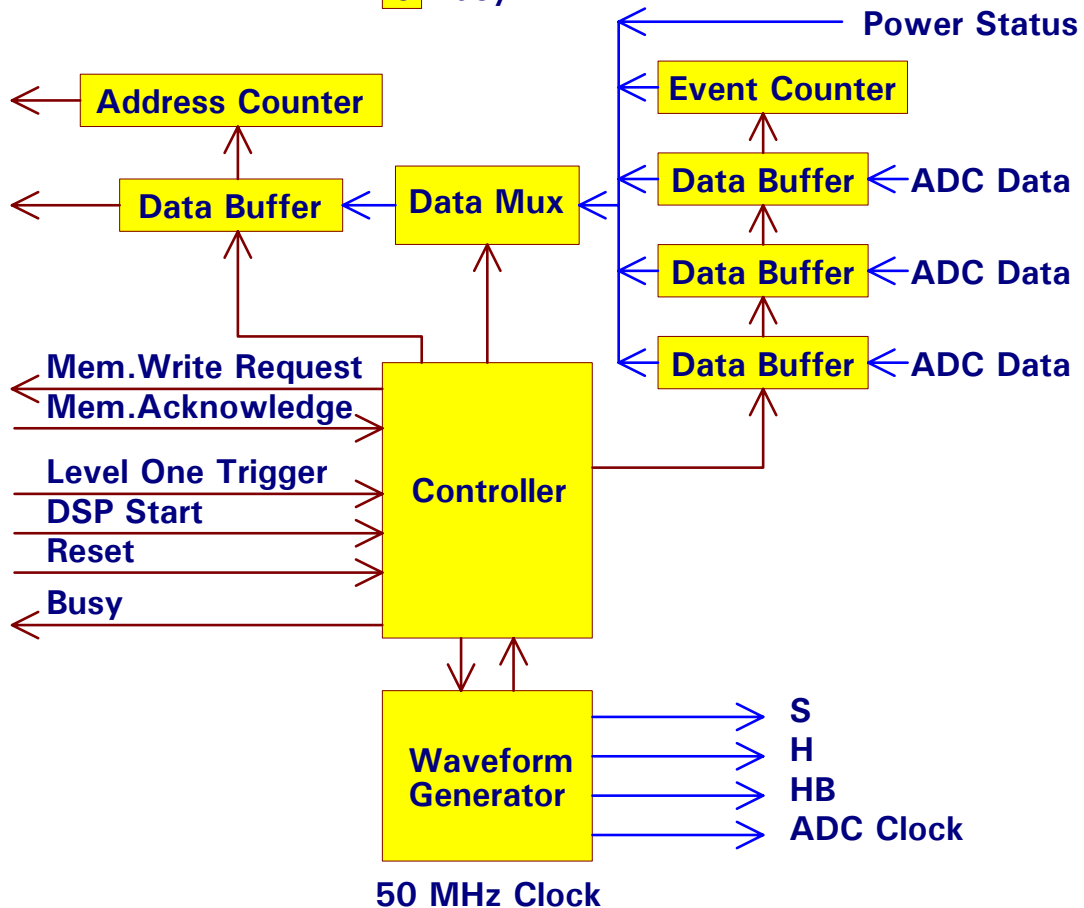 Power Status
Address Counter
Event Counter
Data Buffer
Data Mux
Data Buffer
ADC Data
Data Buffer
ADC Data
Data Buffer
ADC Data
Mem.Write Request
Mem.Acknowledge
Level One Trigger
DSP Start
Reset
Busy
Controller
Waveform
Generator
S
H
HB
ADC Clock
50 MHz Clock